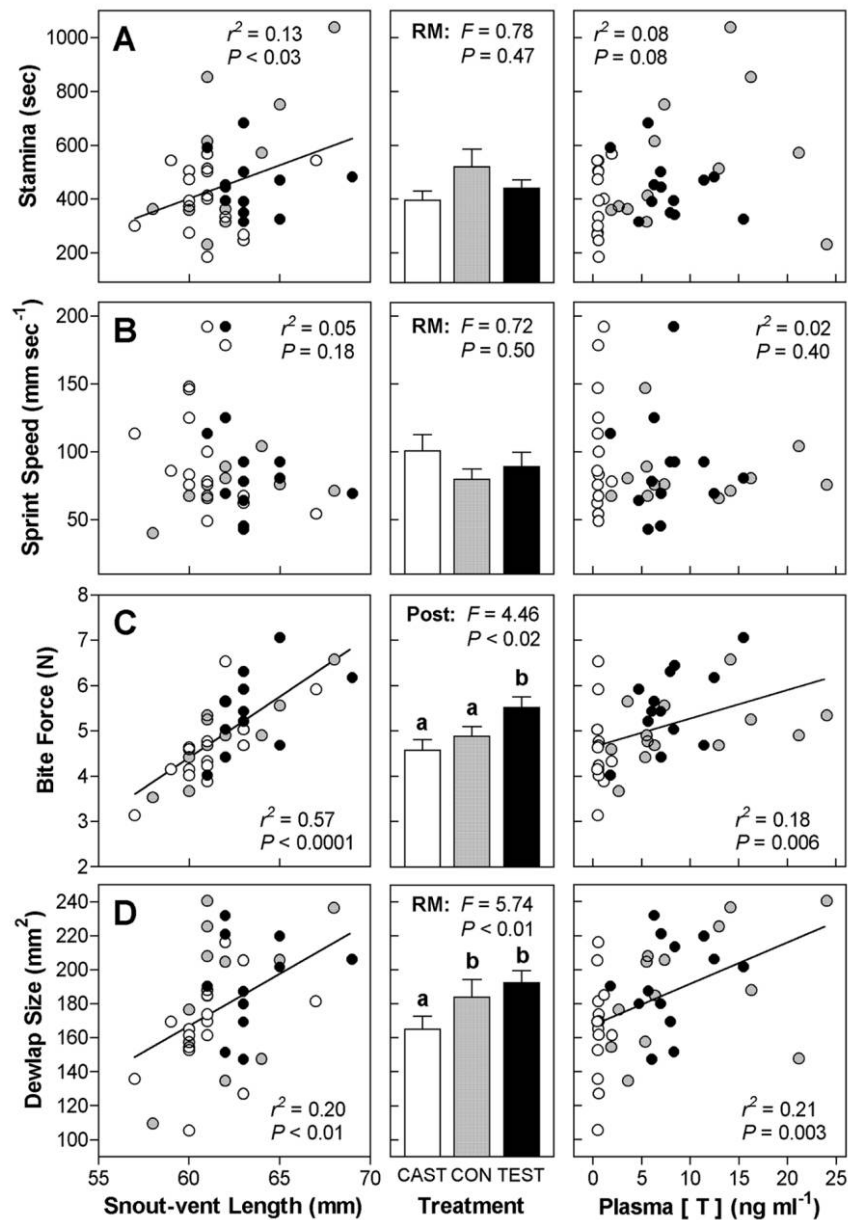 A
Stamina (sec)
1000
800
600
400
200
r² = 0.13
P < 0.03
RM: F = 0.78
P = 0.47
r² = 0.08
P = 0.08
B
Sprint Speed (mm sec⁻¹)
200
150
100
50
r² = 0.05
P = 0.18
RM: F = 0.72
P = 0.50
r² = 0.02
P = 0.40
C
Bite Force (N)
8
7
6
5
4
3
2
r² = 0.57
P < 0.0001
Post: F = 4.46
P < 0.02
a a b
r² = 0.18
P = 0.006
D
Dewlap Size (mm²)
240
220
200
180
160
140
120
100
r² = 0.20
P < 0.01
RM: F = 5.74
P < 0.01
a b b
r² = 0.21
P = 0.003
55 60 65 70
Snout-vent Length (mm)
CAST CON TEST
Treatment
0 5 10 15 20 25
Plasma [ T ] (ng ml⁻¹)